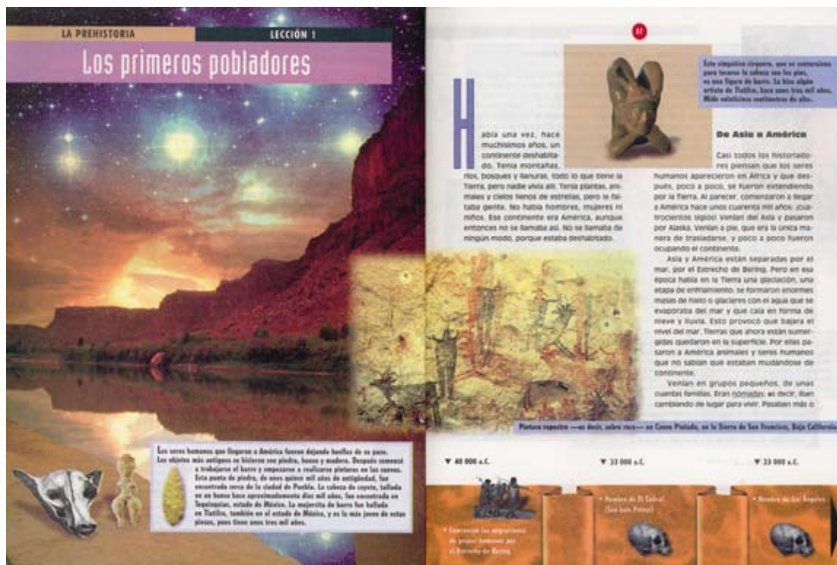 LA PREHISTORIA
LECCIÓN 1
Los primeros pobladores
Los seres humanos que llegaron a América fueron dejando huellas de su paso.
Los objetos más antiguos se hicieron con piedra, hueso y madera. Después comenzó
a trabajarse el barro y empezaron a realizarse pinturas en las cuevas.
Esta punta de piedra, de unos quince mil años de antigüedad, fue
encontrada cerca de la ciudad de Puebla. La cabeza de coyote, tallada
en un hueso hace aproximadamente diez mil años, fue encontrada en
Tequixquiac, estado de México. La mujercita de barro fue hallada
en Tlatilco, también en el estado de México, y es la más joven de estas
piezas, pues tiene unos tres mil años.
Este simpático cirquero, que se contorsiona
para tocarse la cabeza con los pies,
es una figura de barro. La hizo algún
artista de Tlatilco, hace unos tres mil años.
Mide veinticinco centímetros de alto.
Había una vez, hace
muchísimos años, un
continente deshabita-
do. Tenía montañas,
ríos, bosques y llanuras, todo lo que tiene la
Tierra, pero nadie vivía allí. Tenía plantas, ani-
males y cielos llenos de estrellas, pero le fal-
taba gente. No había hombres, mujeres ni
niños. Ese continente era América, aunque
entonces no se llamaba así. No se llamaba de
ningún modo, porque estaba deshabitado.
De Asia a América
Casi todos los historiado-
res piensan que los seres
humanos aparecieron en África y que des-
pués, poco a poco, se fueron extendiendo
por la Tierra. Al parecer, comenzaron a llegar
a América hace unos cuarenta mil años: ¡cua-
trocientos siglos! Venían del Asia y pasaron
por Alaska. Venían a pie, que era la única ma-
nera de trasladarse, y poco a poco fueron
ocupando el continente.
Asia y América están separadas por el
mar, por el Estrecho de Bering. Pero en esa
época había en la Tierra una glaciación, una
etapa de enfriamiento: se formaron enormes
masas de hielo o glaciares con el agua que se
evaporaba del mar y que caía en forma de
nieve y lluvia. Esto provocó que bajara el
nivel del mar. Tierras que ahora están sumer-
gidas quedaron en la superficie. Por ellas pa-
saron a América animales y seres humanos
que no sabían que estaban mudándose de
continente.
Venían en grupos pequeños, de unas
cuantas familias. Eran nómadas; es decir, iban
cambiando de lugar para vivir. Pasaban más o
Pintura rupestre —es decir, sobre roca— en Cueva Pintada, en la Sierra de San Francisco, Baja California
▼ 40 000 a.C.
▼ 33 000 a.C.
▼ 23 000 a.C.
• Comienzan las migraciones
de grupos humanos por
el Estrecho de Bering
• Hombre de El Cedral
(San Luis Potosí)
• Hombre de Los Ángeles